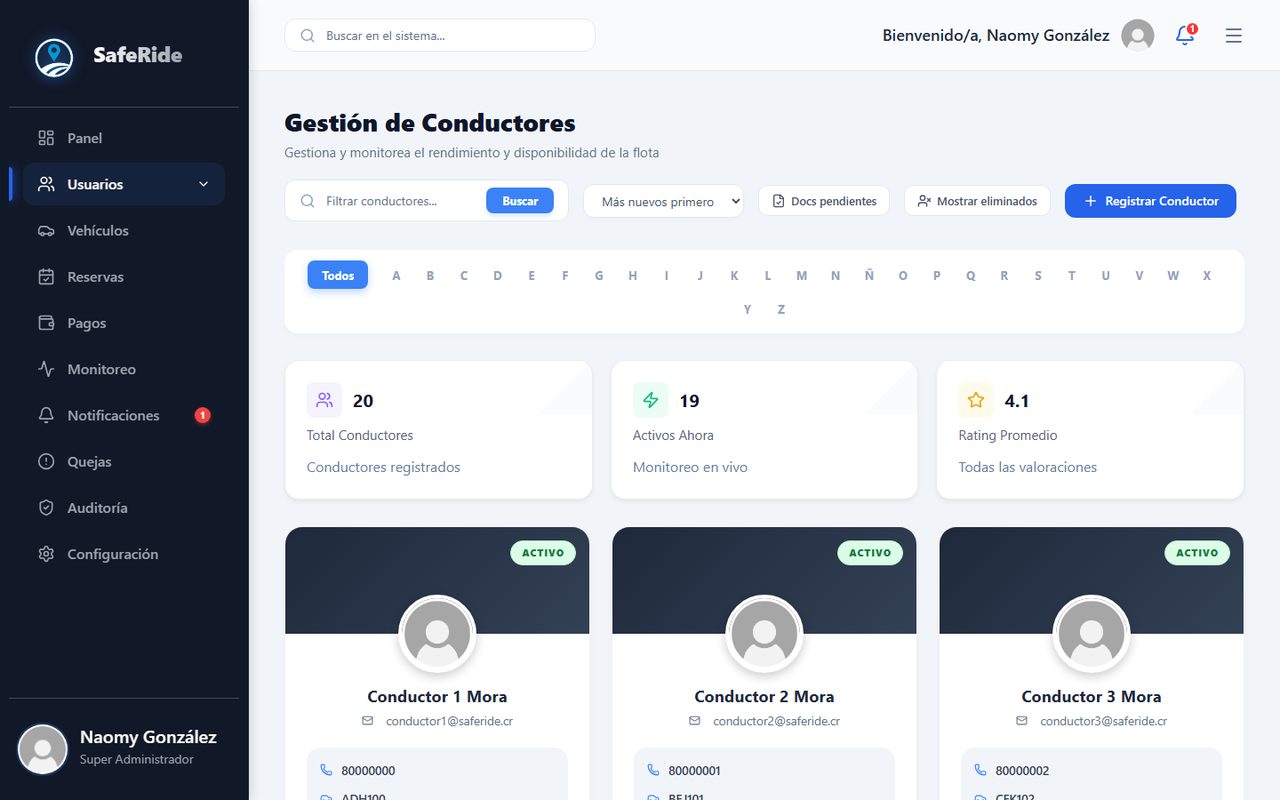 SafeRide
Buscar en el sistema...
Bienvenido/a, Naomy González
1
Panel
Usuarios
Vehículos
Reservas
Pagos
Monitoreo
Notificaciones 1
Quejas
Auditoría
Configuración
Naomy González
Super Administrador
Gestión de Conductores
Gestiona y monitorea el rendimiento y disponibilidad de la flota
Filtrar conductores... Buscar Más nuevos primero Docs pendientes Mostrar eliminados + Registrar Conductor
Todos A B C D E F G H I J K L M N Ñ O P Q R S T U V W X
Y Z
20
Total Conductores
Conductores registrados
19
Activos Ahora
Monitoreo en vivo
4.1
Rating Promedio
Todas las valoraciones
ACTIVO
Conductor 1 Mora
conductor1@saferide.cr
80000000
ADH100
ACTIVO
Conductor 2 Mora
conductor2@saferide.cr
80000001
BEJ101
ACTIVO
Conductor 3 Mora
conductor3@saferide.cr
80000002
CFK102